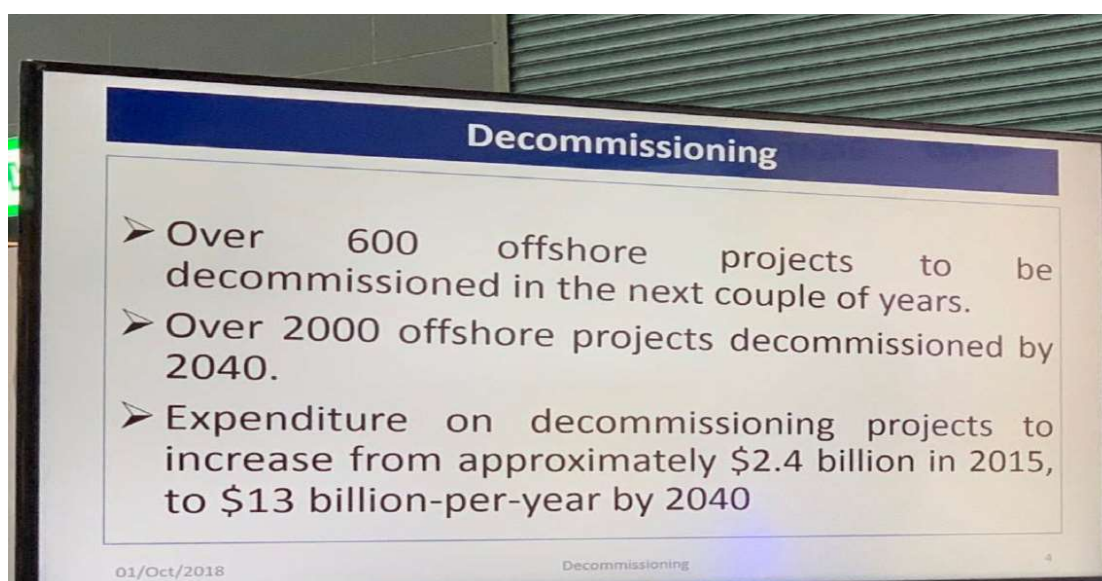 Decommissioning
➢ Over 600 offshore projects to be
decommissioned in the next couple of years.
➢ Over 2000 offshore projects decommissioned by
2040.
➢ Expenditure on decommissioning projects to
increase from approximately $2.4 billion in 2015,
to $13 billion-per-year by 2040
01/Oct/2018 Decommissioning 4